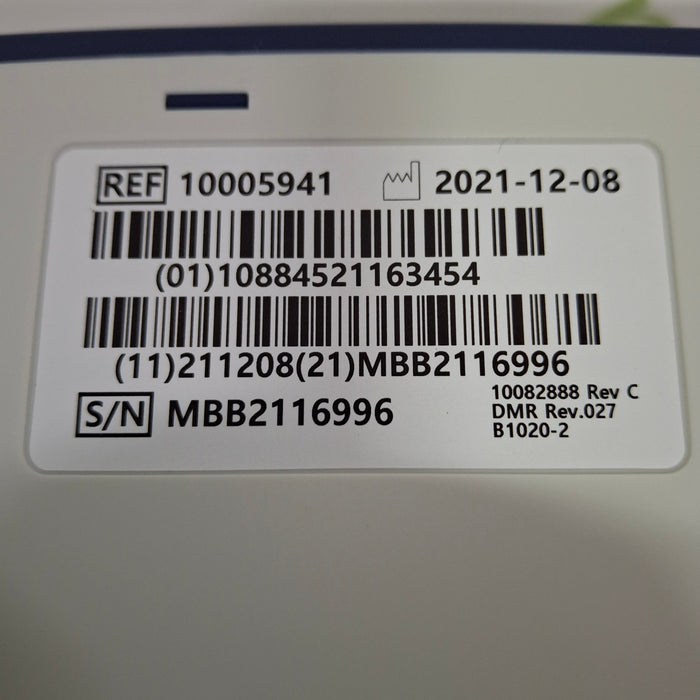 REF 10005941 2021-12-08
(01)10884521163454
(11)211208(21)MBB2116996
S/N MBB2116996
10082888 Rev C
DMR Rev.027
B1020-2